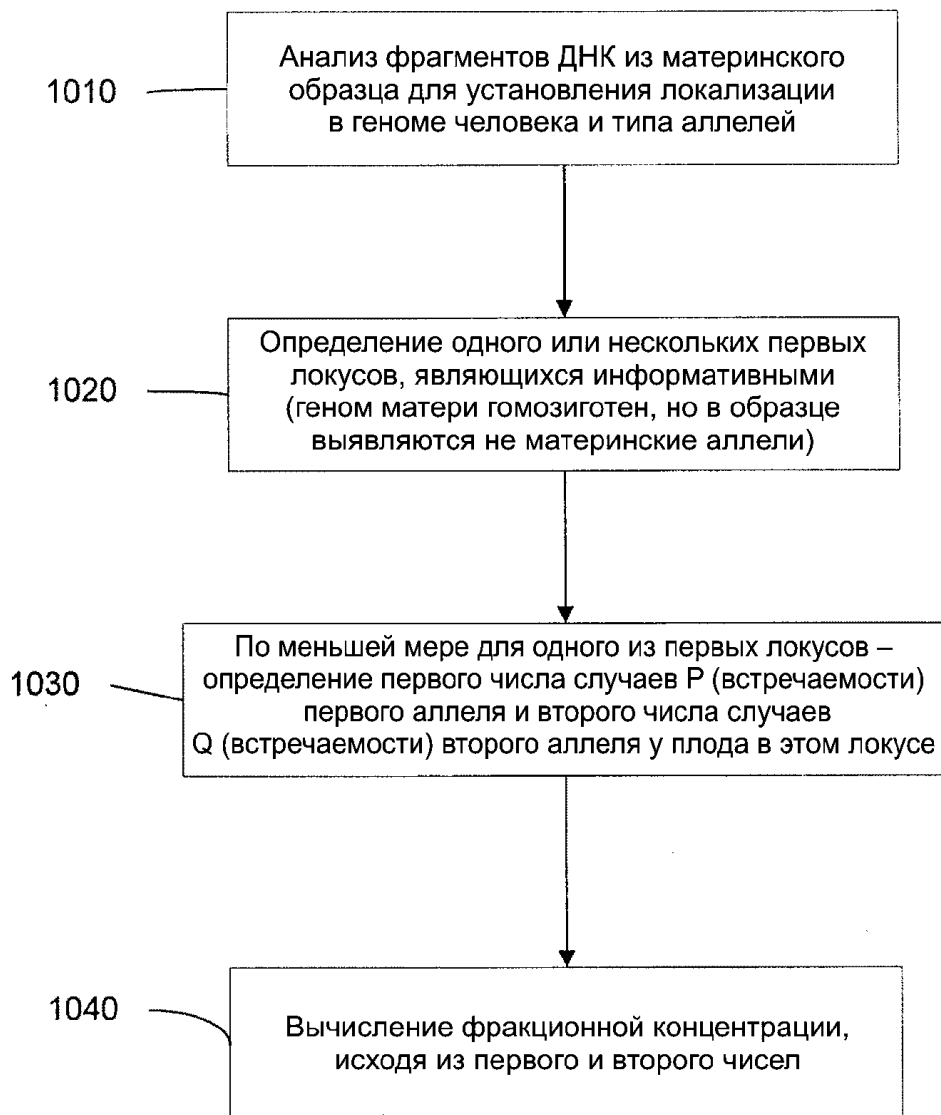 1010
Анализ фрагментов ДНК из материнского
образца для установления локализации
в геноме человека и типа аллелей
1020
Определение одного или нескольких первых
локусов, являющихся информативными
(геном матери гомозиготен, но в образце
выявляются не материнские аллели)
1030
По меньшей мере для одного из первых локусов –
определение первого числа случаев P (встречаемости)
первого аллеля и второго числа случаев
Q (встречаемости) второго аллеля у плода в этом локусе
1040
Вычисление фракционной концентрации,
исходя из первого и второго чисел